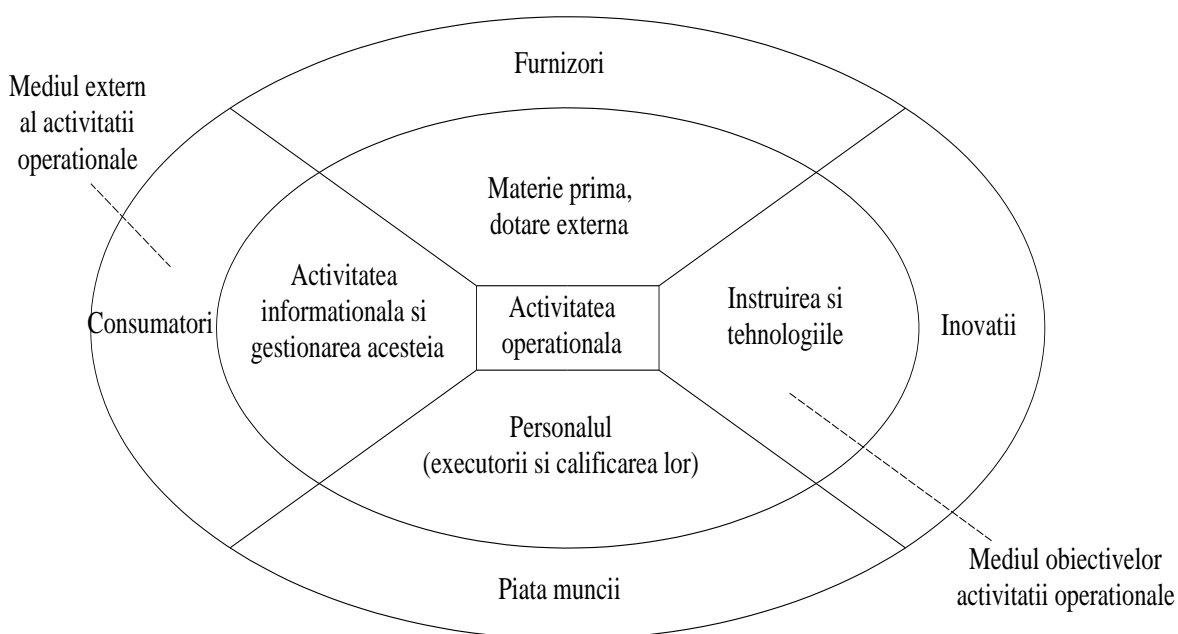 Furnizori
Mediul extern
al activitatii
operationale
Materie prima,
dotare externa
Activitatea
informationala si
gestionarea acesteia
Consumatori
Activitatea
operationala
Instruirea si
tehnologiile
Inovatii
Personalul
(executorii si calificarea lor)
Piata muncii
Mediul obiectivelor
activitatii operationale